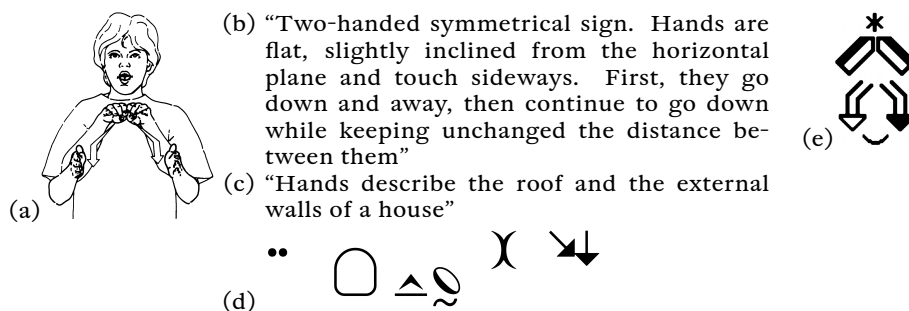 (b) “Two-handed symmetrical sign. Hands are
flat, slightly inclined from the horizontal
plane and touch sideways. First, they go
down and away, then continue to go down
while keeping unchanged the distance be-
tween them”
(c) “Hands describe the roof and the external
walls of a house”
(a)
(d)
(e)